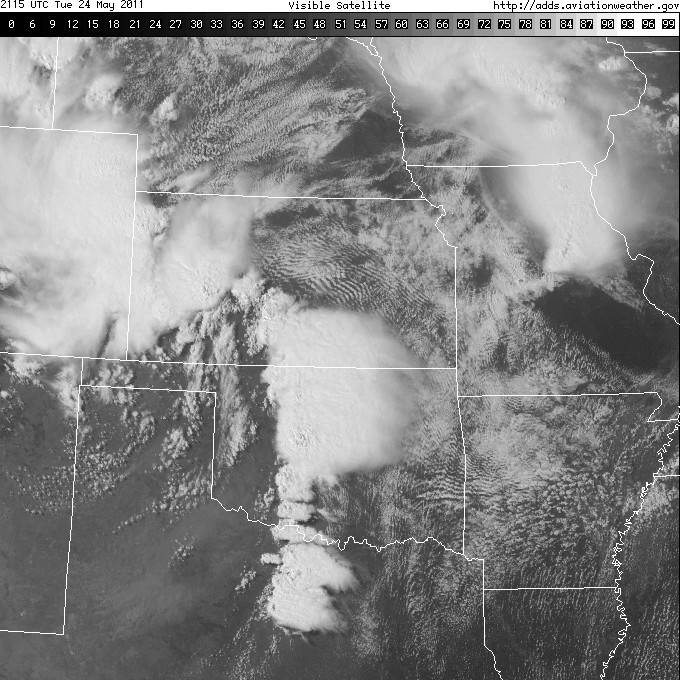 2115 UTC Tue 24 May 2011 Visible Satellite http://adds.aviationweather.gov
0 6 9 12 15 18 21 24 27 30 33 36 39 42 45 48 51 54 57 60 63 66 69 72 75 78 81 84 87 90 93 96 99